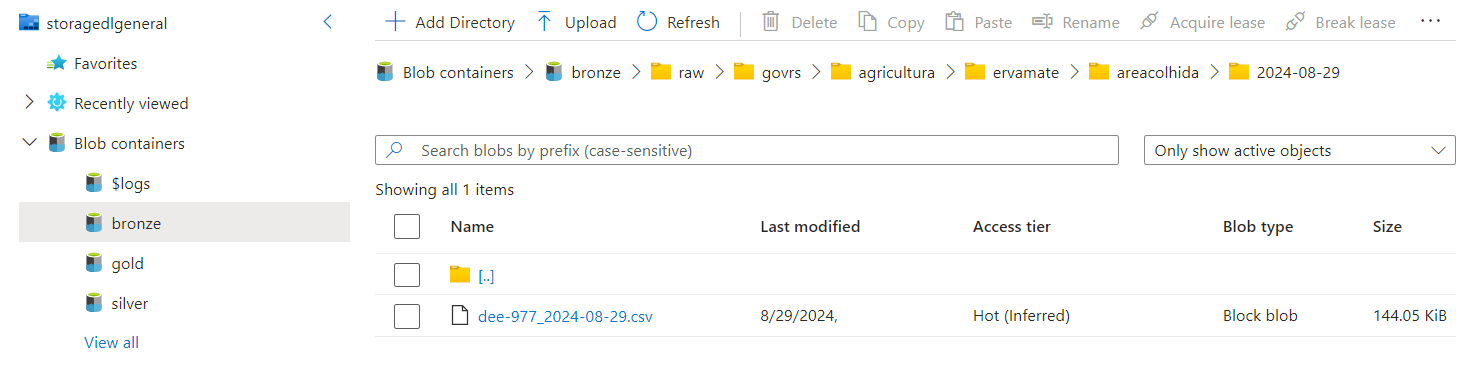 storagedlgeneral
Favorites
Recently viewed
Blob containers
$logs
bronze
gold
silver
View all
Add Directory Upload Refresh Delete Copy Paste Rename Acquire lease Break lease ...
Blob containers > bronze > raw > govrs > agricultura > ervamate > areacolhida > 2024-08-29
Search blobs by prefix (case-sensitive) Only show active objects
Showing all 1 items
Name Last modified Access tier Blob type Size
[..]
dee-977_2024-08-29.csv 8/29/2024, Hot (Inferred) Block blob 144.05 KiB